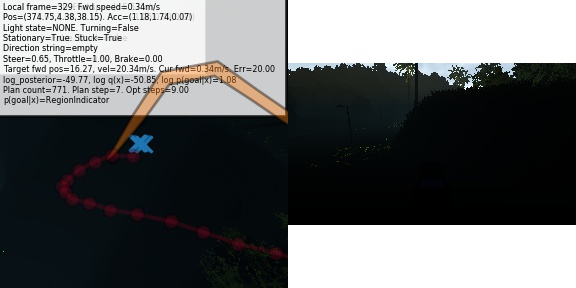 Local frame=329: Fwd speed=0.34m/s
Pos=(374.75,4.38,38.15). Acc=(1.18,1.74,0.07)
Light state=NONE. Turning=False
Stationary=True. Stuck=True
Direction string=empty
Steer=0.65, Throttle=1.00, Brake=0.00
Target fwd pos=16.27, vel=20.34m/s. Cur fwd=0.34m/s. Err=20.00
log_posterior=-49.77, log q(x)=-50.85, log p(goal|x)=1.08
Plan count=771. Plan step=7. Opt steps=9.00
p(goal|x)=RegionIndicator